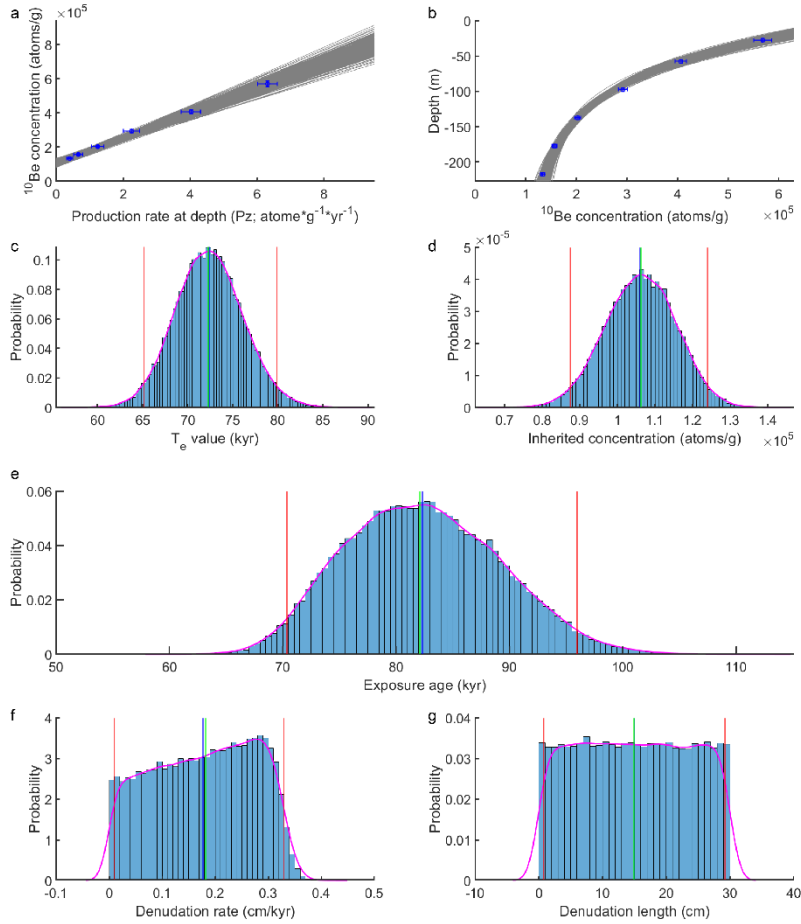 a
×10⁵
8
6
4
2
0
0 2 4 6 8
¹⁰Be concentration (atoms/g)
Production rate at depth (Pz; atome*g⁻¹*yr⁻¹)
b
0
-50
-100
-150
-200
0 1 2 3 4 5 6
Depth (m)
¹⁰Be concentration (atoms/g)
×10⁵
c
0.1
0.08
0.06
0.04
0.02
0
60 65 70 75 80 85 90
Probability
Tₑ value (kyr)
d
×10⁻⁵
5
4
3
2
1
0
0.7 0.8 0.9 1 1.1 1.2 1.3 1.4
Probability
Inherited concentration (atoms/g)
×10⁵
e
0.06
0.04
0.02
0
50 60 70 80 90 100 110
Probability
Exposure age (kyr)
f
4
3
2
1
0
-0.1 0 0.1 0.2 0.3 0.4 0.5
Probability
Denudation rate (cm/kyr)
g
0.04
0.03
0.02
0.01
0
-10 0 10 20 30 40
Probability
Denudation length (cm)